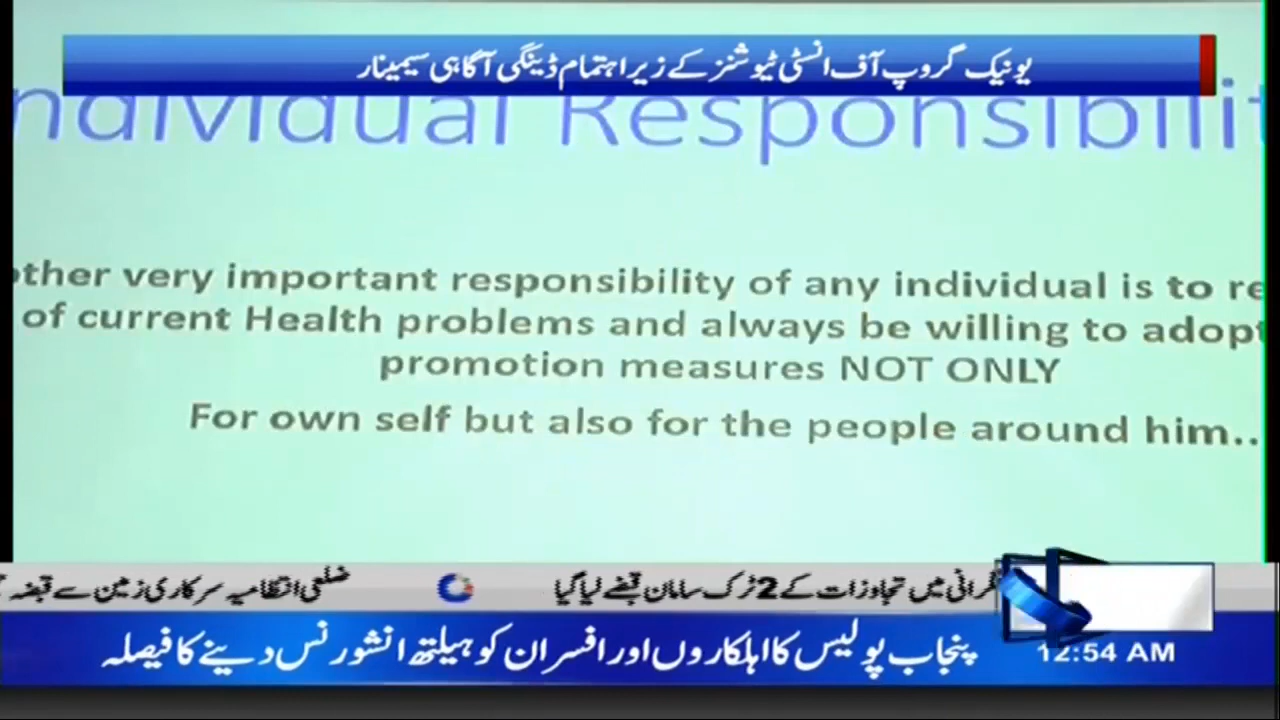 یونیک گروپ آف انسٹی ٹیوشنز کے زیر اہتمام ڈینگی آگاہی سیمینار
ndividual Responsibilit
other very important responsibility of any individual is to re
of current Health problems and always be willing to adopt
promotion measures NOT ONLY
For own self but also for the people around him..
نگرانی میں تجاوزات کے 2 ٹرک سامان قبضے لیا گیا ضلعی انتظامیہ سرکاری زمین سے قبضہ
پنجاب پولیس کا اہلکاروں اور افسران کو ہیلتھ انشورنس دینے کا فیصلہ
12:54 AM